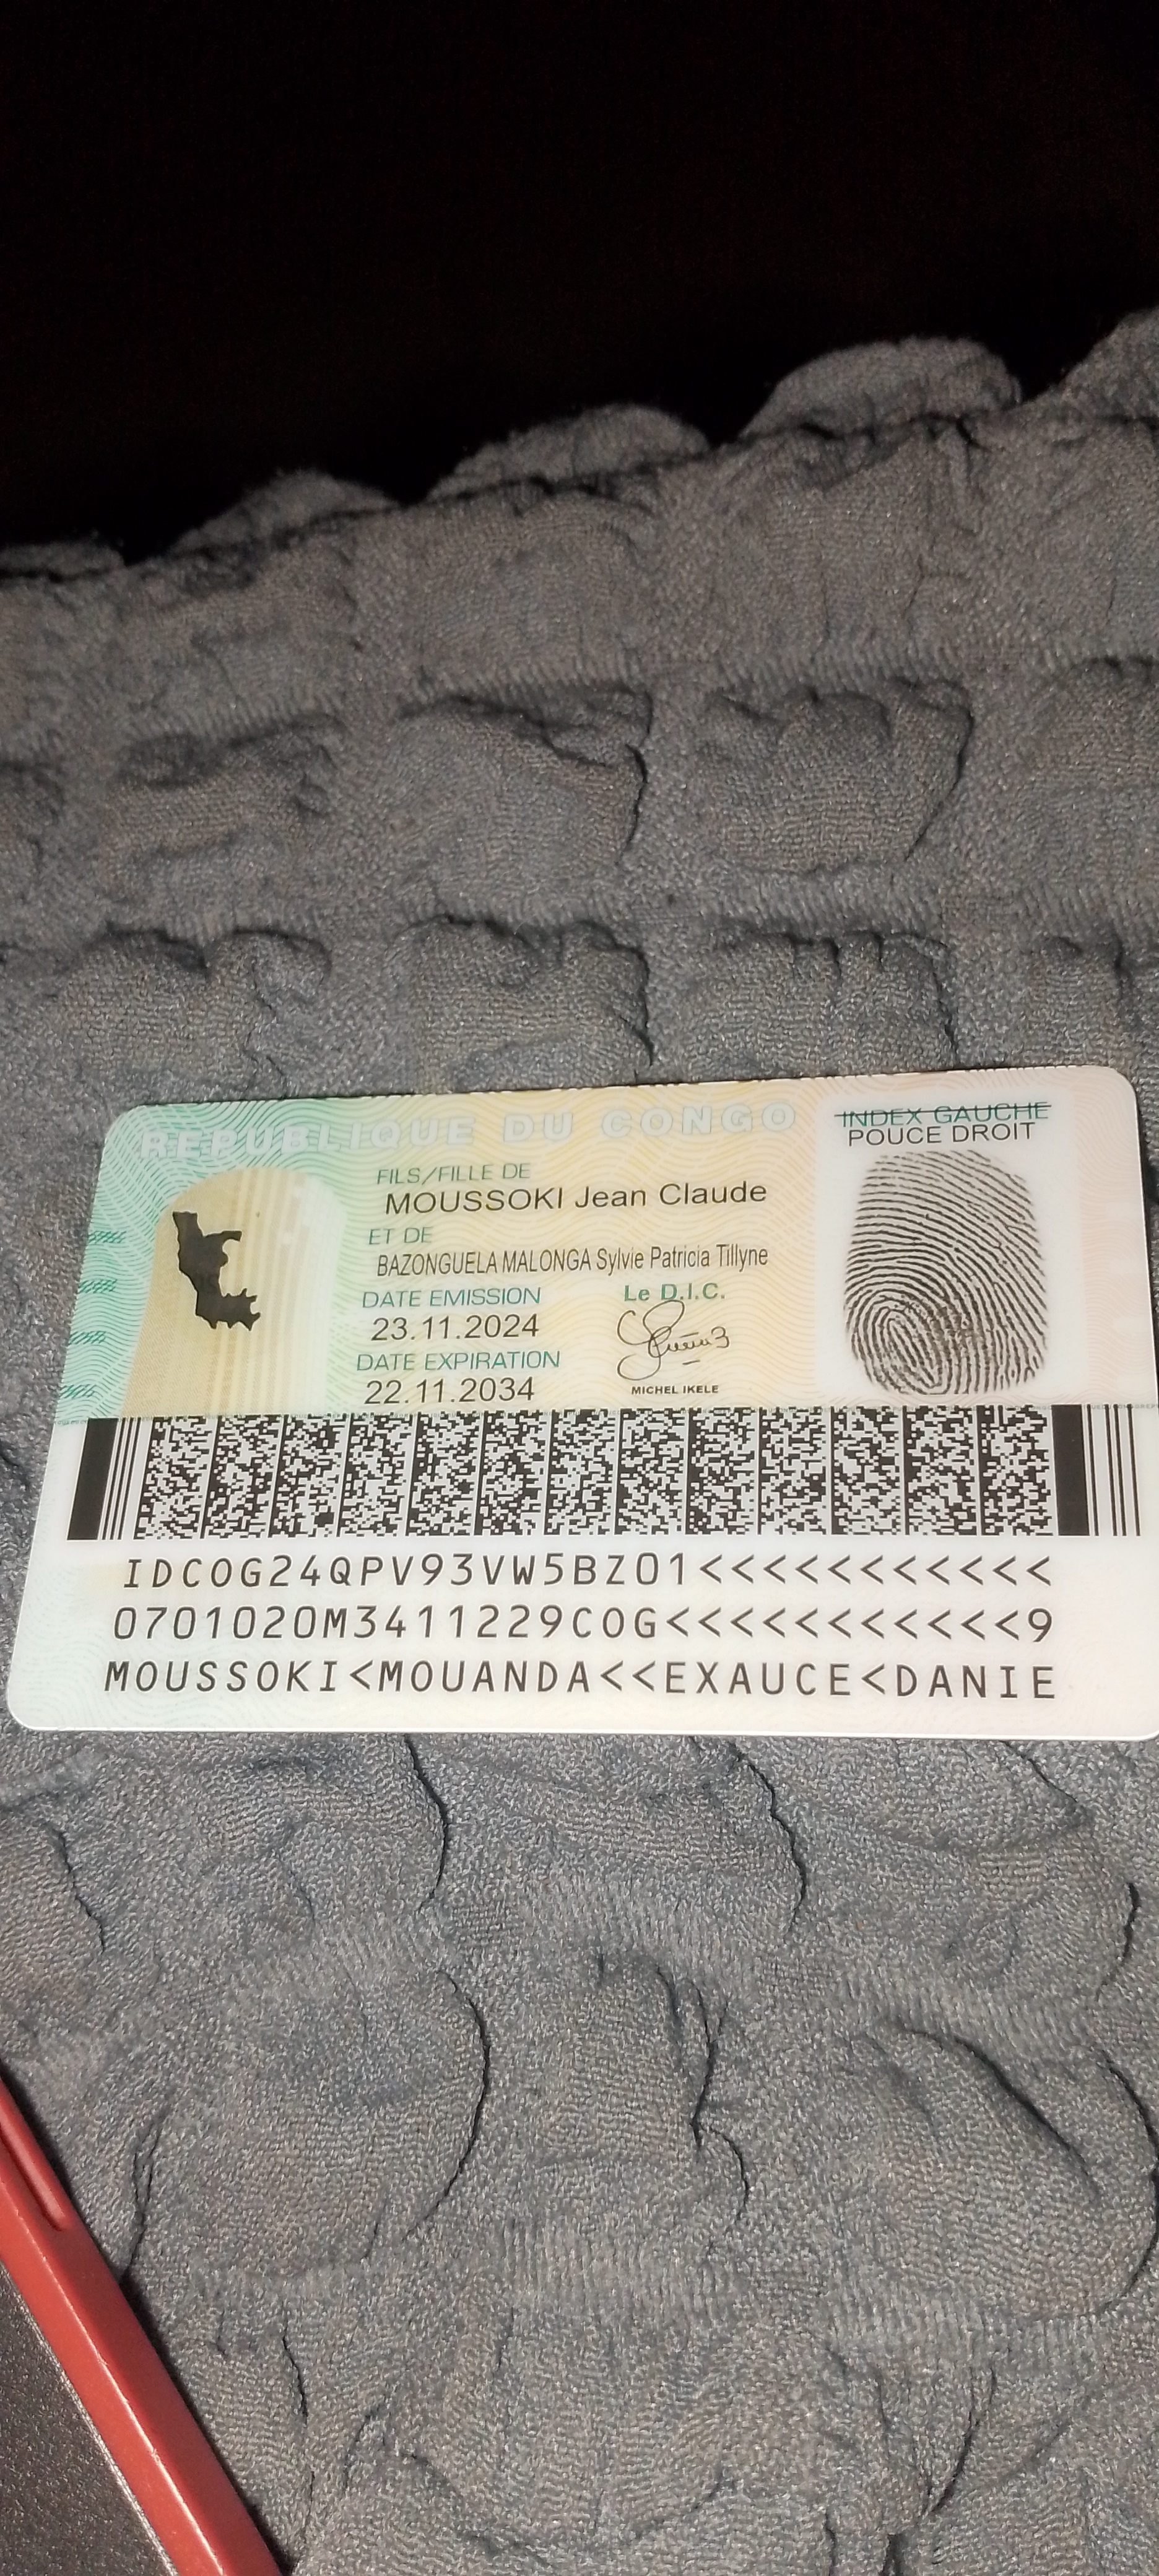 REPUBLIQUE DU CONGO
INDEX GAUCHE
POUCE DROIT
FILS/FILLE DE
MOUSSOKI Jean Claude
ET DE
BAZONGUELA MALONGA Sylvie Patricia Tillyne
DATE EMISSION
23.11.2024
Le D.I.C.
DATE EXPIRATION
22.11.2034
MICHEL IKELE
IDCOG24QPV93VW5BZ01<<<<<<<<<<<
0701020M3411229COG<<<<<<<<<<<9
MOUSSOKI<MOUANDA<<EXAUCE<DANIE